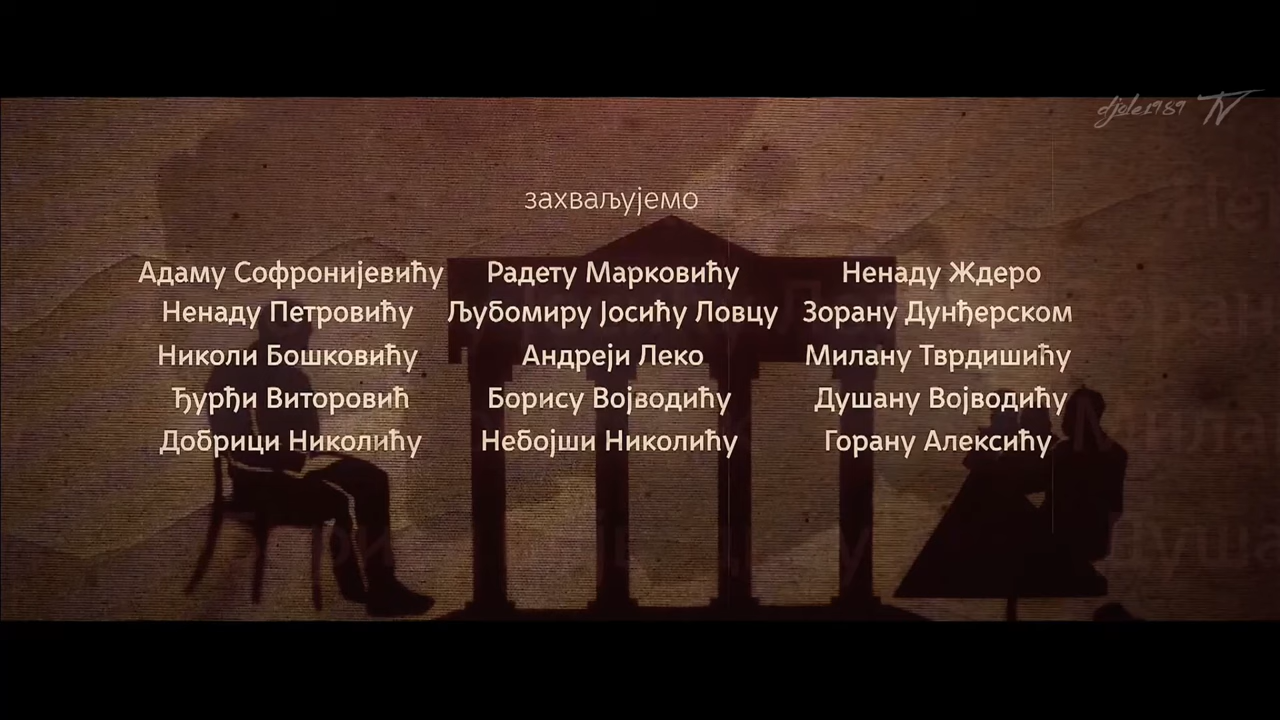 djole1989 TV
захваљујемо
Адаму Софронијевићу Радету Марковићу Ненаду Ждеро
Ненаду Петровићу Љубомиру Јосићу Ловцу Зорану Дунђерском
Николи Бошковићу Андреји Леко Милану Тврдишићу
Ђурђи Виторовић Борису Војводићу Душану Војводићу
Добрици Николићу Небојши Николићу Горану Алексићу